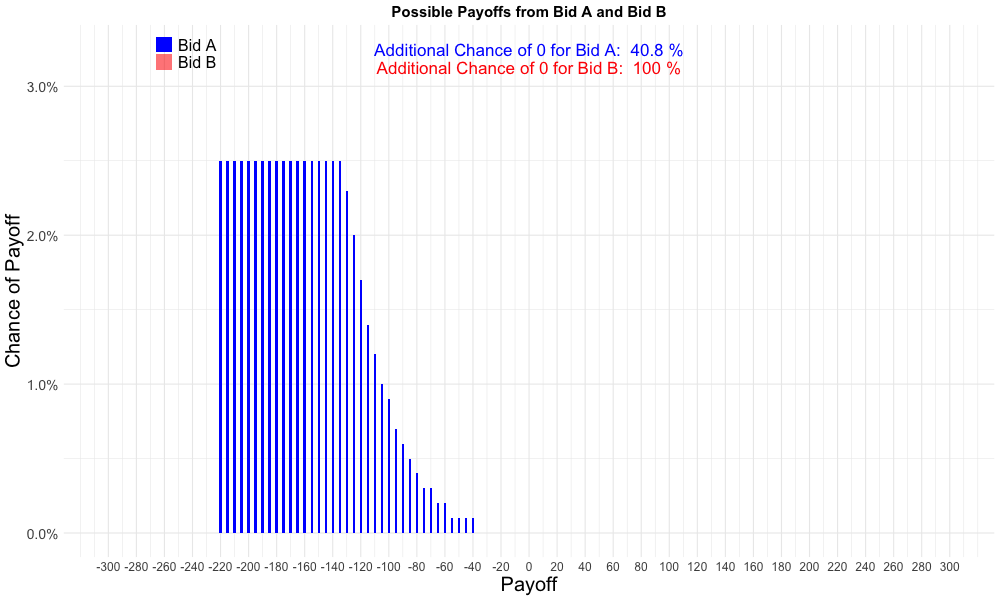 Possible Payoffs from Bid A and Bid B
Bid A
Bid B
Additional Chance of 0 for Bid A:  40.8 %
Additional Chance of 0 for Bid B:  100 %
Chance of Payoff
3.0%
2.0%
1.0%
0.0%
-300 -280 -260 -240 -220 -200 -180 -160 -140 -120 -100 -80 -60 -40 -20 0 20 40 60 80 100 120 140 160 180 200 220 240 260 280 300
Payoff